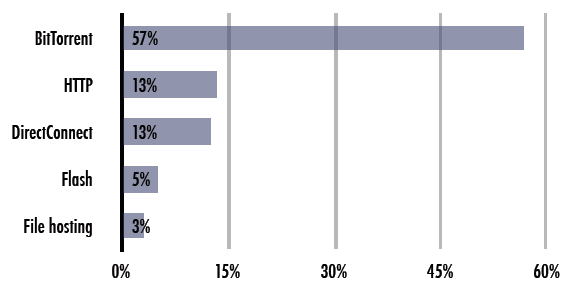 BitTorrent 57%
HTTP 13%
DirectConnect 13%
Flash 5%
File hosting 3%
0% 15% 30% 45% 60%